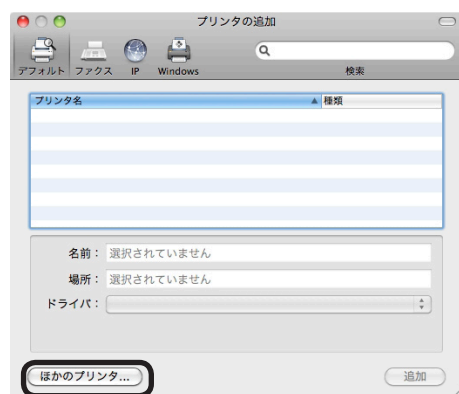 プリンタの追加
デフォルト ファクス IP Windows 検索
プリンタ名 種類
名前： 選択されていません
場所： 選択されていません
ドライバ：
ほかのプリンタ... 追加